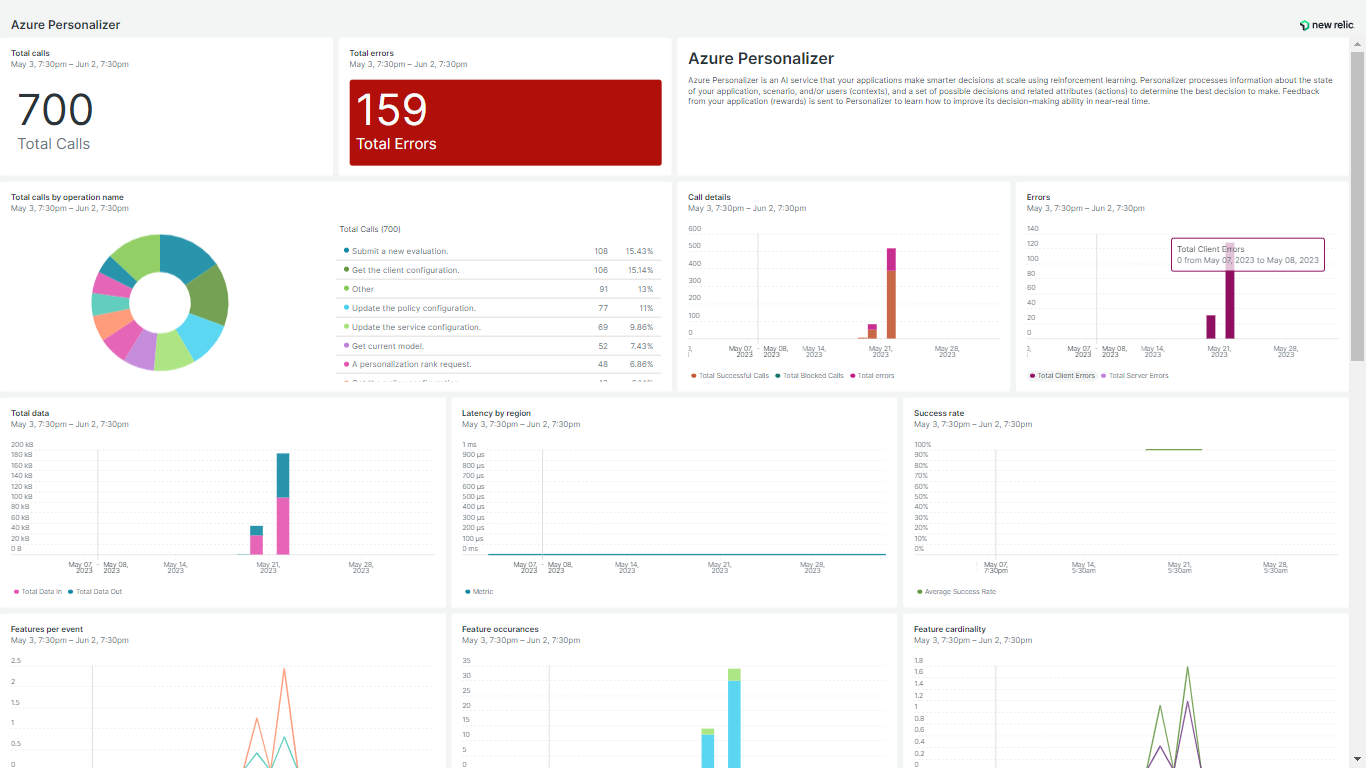 Azure Personalizer
new relic
Total calls
May 3, 7:30pm – Jun 2, 7:30pm
700
Total Calls
Total errors
May 3, 7:30pm – Jun 2, 7:30pm
159
Total Errors
Azure Personalizer
Azure Personalizer is an AI service that your applications make smarter decisions at scale using reinforcement learning. Personalizer processes information about the state
of your application, scenario, and/or users (contexts), and a set of possible decisions and related attributes (actions) to determine the best decision to make. Feedback
from your application (rewards) is sent to Personalizer to learn how to improve its decision-making ability in near-real time.
Total calls by operation name
May 3, 7:30pm – Jun 2, 7:30pm
Total Calls (700)
Submit a new evaluation. 108 15.43%
Get the client configuration. 106 15.14%
Other 91 13%
Update the policy configuration. 77 11%
Update the service configuration. 69 9.86%
Get current model. 52 7.43%
A personalization rank request. 48 6.86%
Call details
May 3, 7:30pm – Jun 2, 7:30pm
600
500
400
300
200
100
0
May 07, - May 08, May 14, May 21, May 28,
2023 2023 2023 2023 2023
Total Successful Calls Total Blocked Calls Total errors
Errors
May 3, 7:30pm – Jun 2, 7:30pm
140
120
100
80
60
40
20
0
Total Client Errors
0 from May 07, 2023 to May 08, 2023
May 07, - May 08, May 14, May 21, May 28,
2023 2023 2023 2023 2023
Total Client Errors Total Server Errors
Total data
May 3, 7:30pm – Jun 2, 7:30pm
200 kB
180 kB
160 kB
140 kB
120 kB
100 kB
80 kB
60 kB
40 kB
20 kB
0 B
May 07, - May 08, May 14, May 21, May 28,
2023 2023 2023 2023 2023
Total Data In Total Data Out
Latency by region
May 3, 7:30pm – Jun 2, 7:30pm
1 ms
900 µs
800 µs
700 µs
600 µs
500 µs
400 µs
300 µs
200 µs
100 µs
0 ms
May 07, - May 08, May 14, May 21, May 28,
2023 2023 2023 2023 2023
Metric
Success rate
May 3, 7:30pm – Jun 2, 7:30pm
100%
90%
80%
70%
60%
50%
40%
30%
20%
10%
0%
May 07, May 14, May 21, May 28,
7:30pm 5:30am 5:30am 5:30am
Average Success Rate
Features per event
May 3, 7:30pm – Jun 2, 7:30pm
2.5
2
1.5
1
0.5
0
Feature occurances
May 3, 7:30pm – Jun 2, 7:30pm
35
30
25
20
15
10
5
0
Feature cardinality
May 3, 7:30pm – Jun 2, 7:30pm
1.8
1.6
1.4
1.2
1
0.8
0.6
0.4
0.2
0